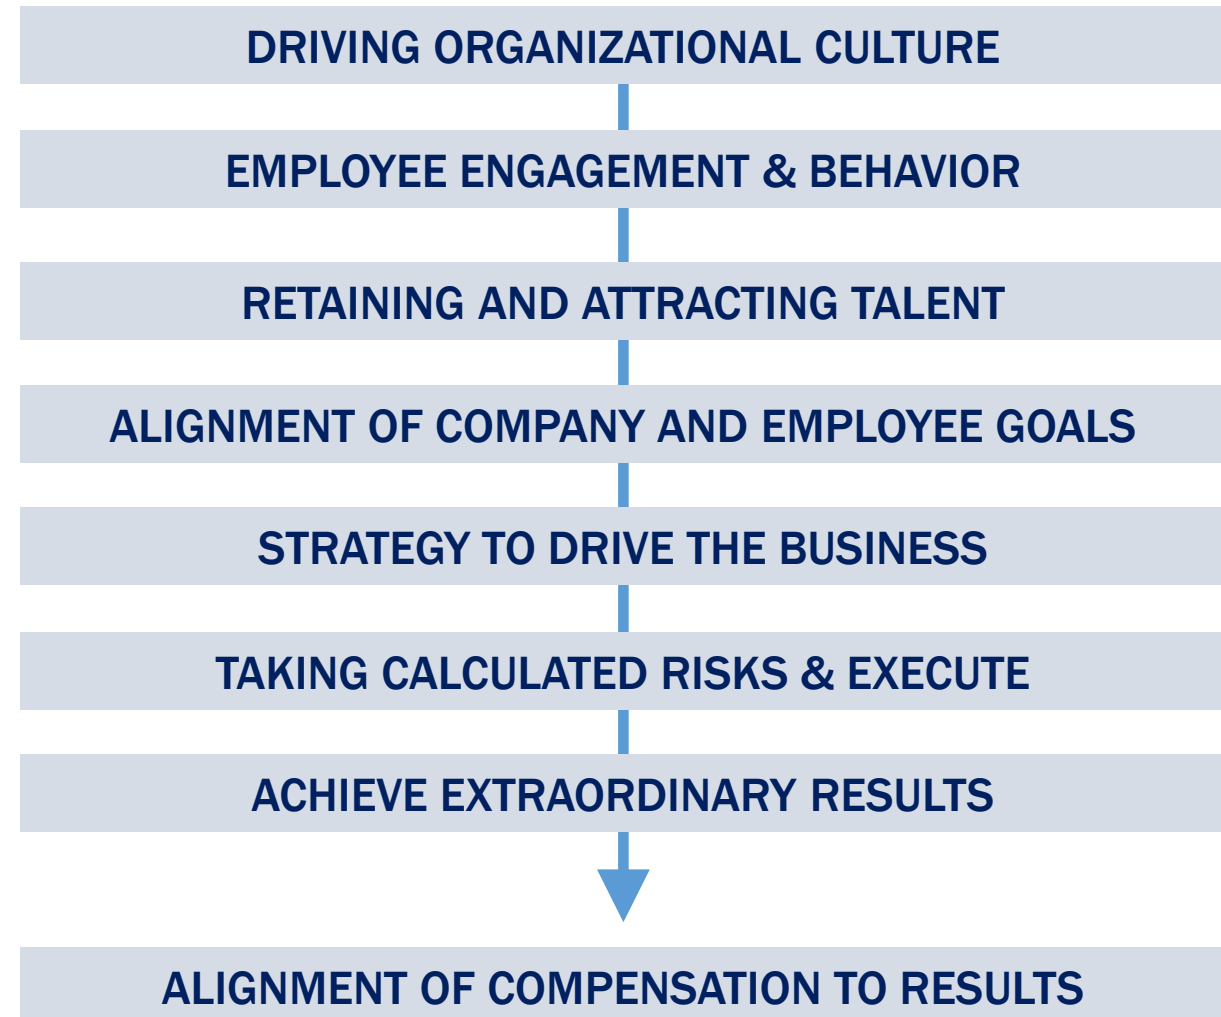 DRIVING ORGANIZATIONAL CULTURE
EMPLOYEE ENGAGEMENT & BEHAVIOR
RETAINING AND ATTRACTING TALENT
ALIGNMENT OF COMPANY AND EMPLOYEE GOALS
STRATEGY TO DRIVE THE BUSINESS
TAKING CALCULATED RISKS & EXECUTE
ACHIEVE EXTRAORDINARY RESULTS
ALIGNMENT OF COMPENSATION TO RESULTS